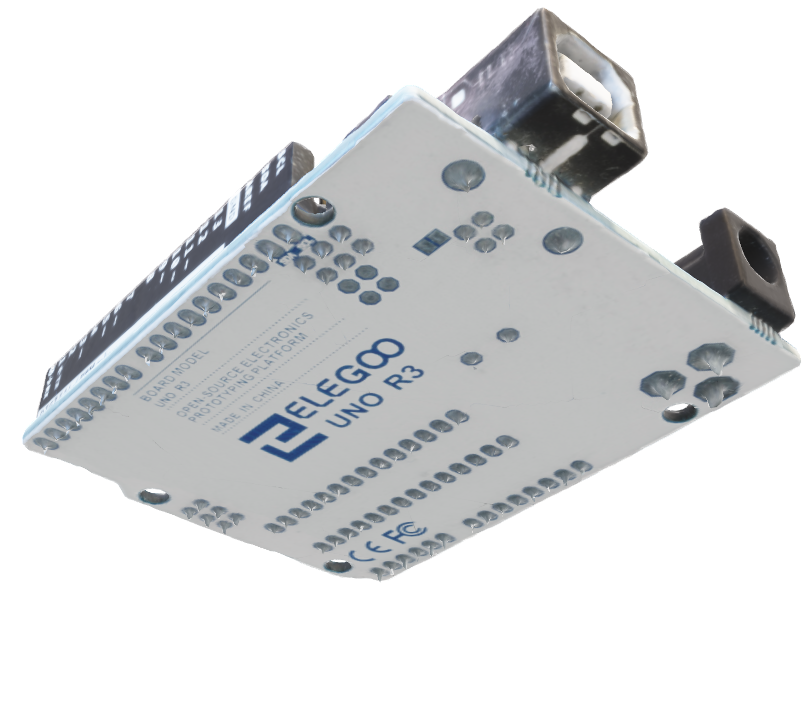 BOARD MODEL
UNO R3
OPEN-SOURCE ELECTRONICS
PROTOTYPING PLATFORM
MADE IN CHINA
ELEGOO
UNO R3
CE FC